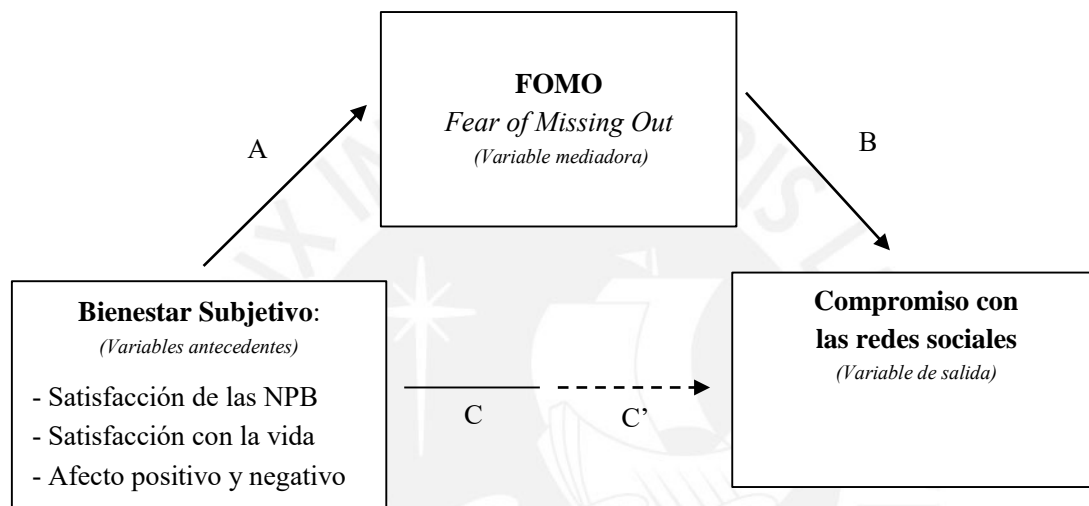 FOMO
Fear of Missing Out
(Variable mediadora)
A
B
Bienestar Subjetivo:
(Variables antecedentes)
- Satisfacción de las NPB
- Satisfacción con la vida
- Afecto positivo y negativo
C
C’
Compromiso con
las redes sociales
(Variable de salida)